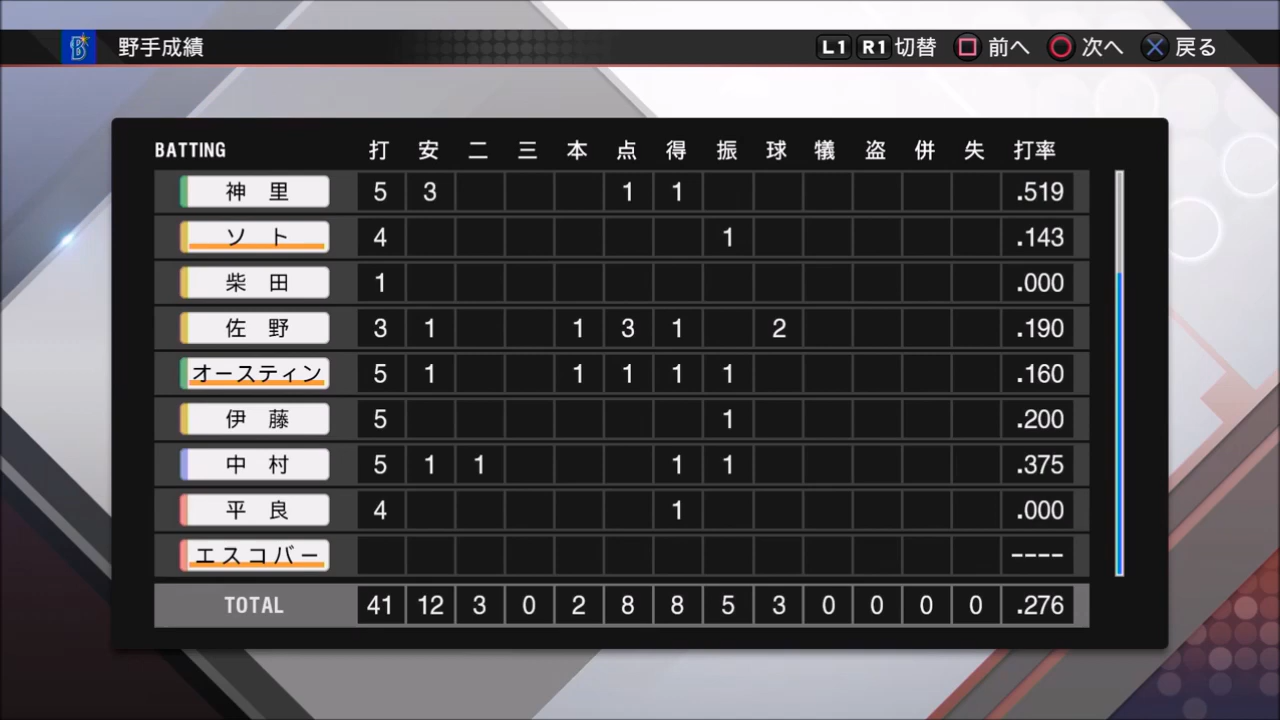 野手成績 L1 R1 切替 前へ 次へ 戻る
BATTING 打 安 二 三 本 点 得 振 球 犠 盗 併 失 打率
神里 5 3 1 1 .519
ソト 4 1 .143
柴田 1 .000
佐野 3 1 1 3 1 2 .190
オースティン 5 1 1 1 1 1 .160
伊藤 5 1 .200
中村 5 1 1 1 1 .375
平良 4 1 .000
エスコバー ----
TOTAL 41 12 3 0 2 8 8 5 3 0 0 0 0 .276